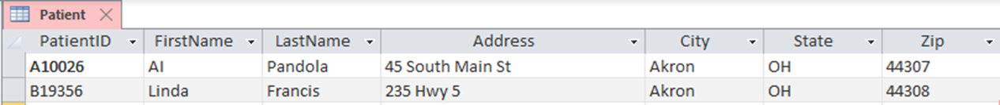 Patient
PatientID FirstName LastName Address City State Zip
A10026 AI Pandola 45 South Main St Akron OH 44307
B19356 Linda Francis 235 Hwy 5 Akron OH 44308